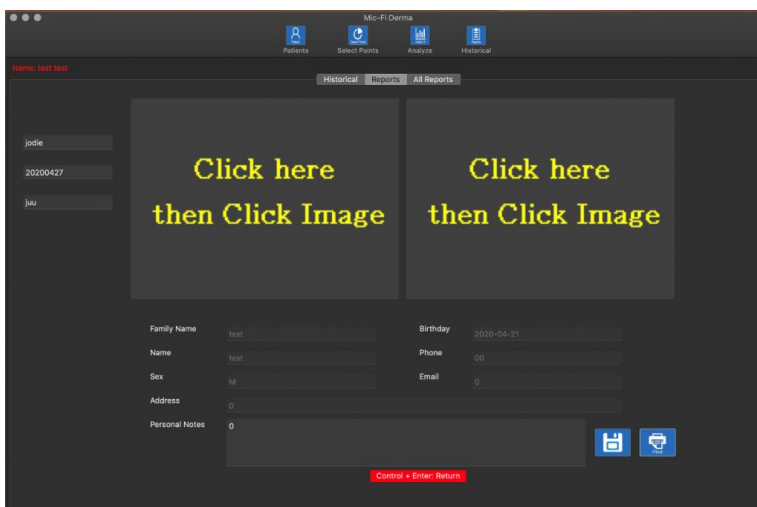 Mic-Fi Derma
Patients Select Points Analyze Historical
Name: test test
Historical Reports All Reports
jodie
20200427
juu
Click here
then Click Image
Click here
then Click Image
Family Name test Birthday 2020-04-21
Name test Phone 00
Sex M Email 0
Address 0
Personal Notes 0
Print
Control + Enter: Return